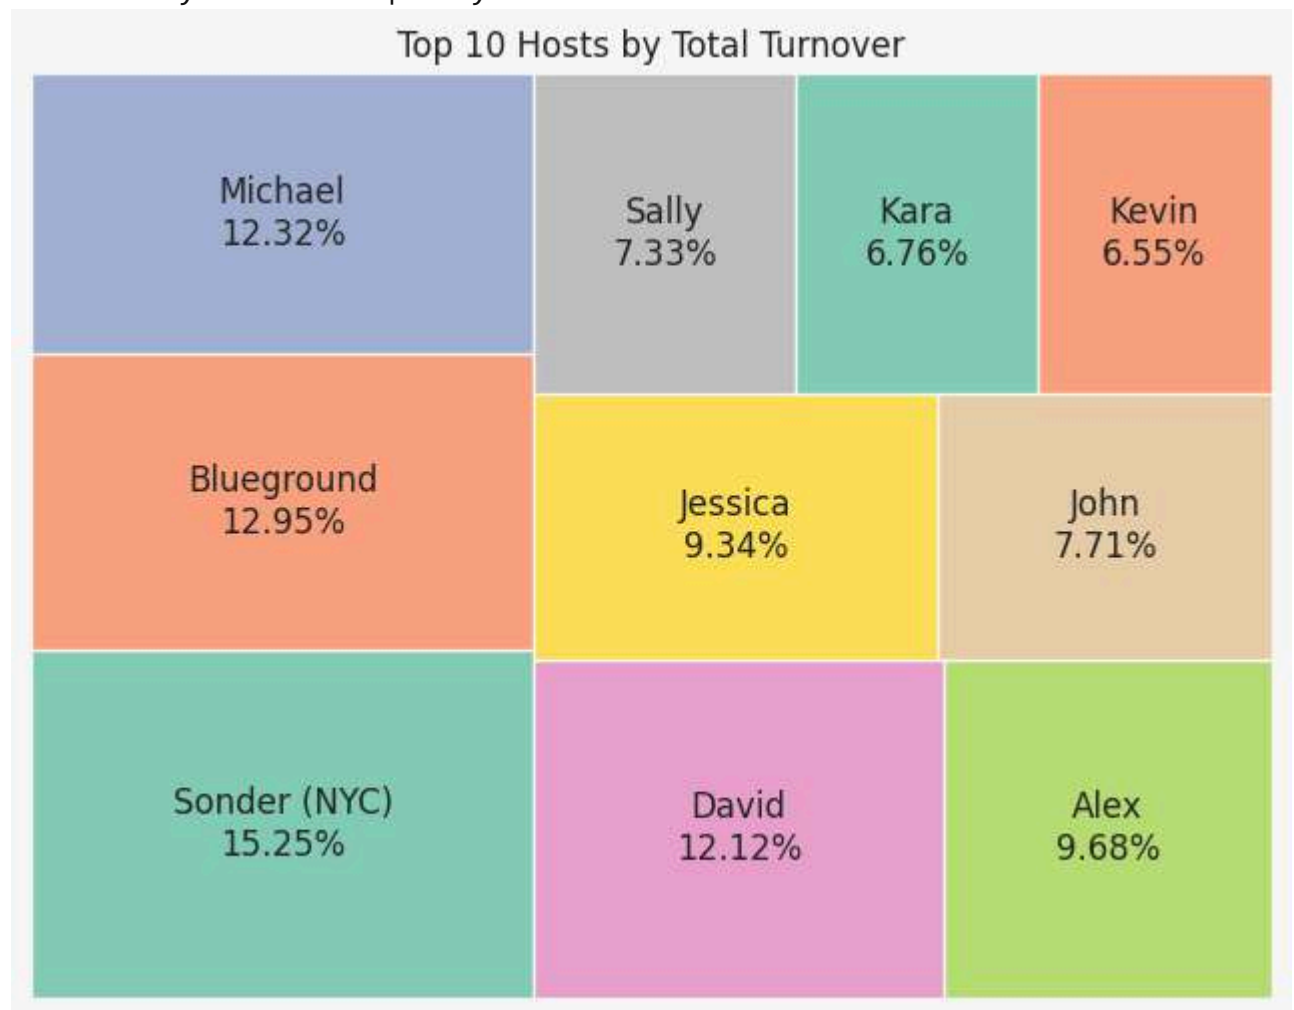 Top 10 Hosts by Total Turnover
Michael
12.32%
Sally
7.33%
Kara
6.76%
Kevin
6.55%
Blueground
12.95%
Jessica
9.34%
John
7.71%
Sonder (NYC)
15.25%
David
12.12%
Alex
9.68%